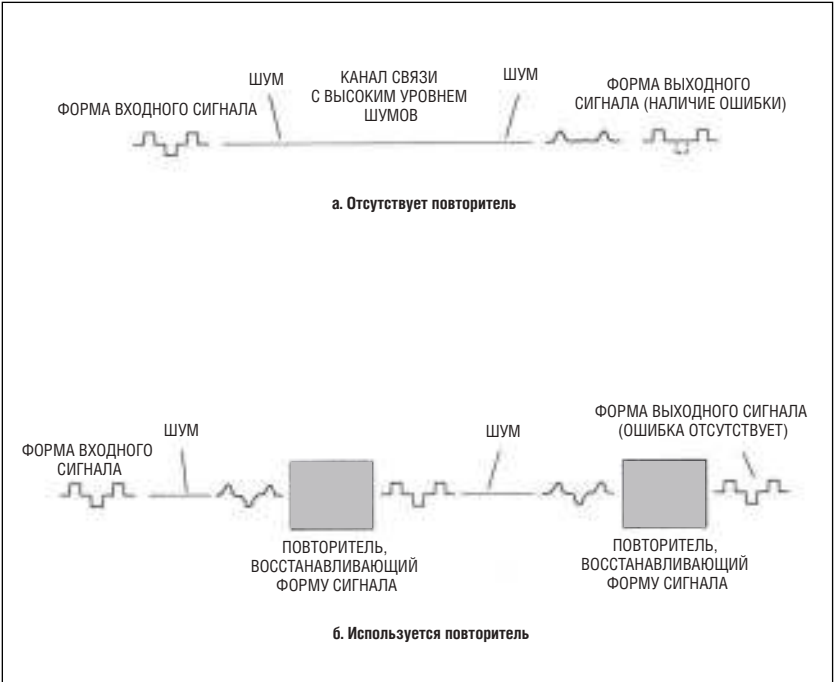 ШУМ
КАНАЛ СВЯЗИ
С ВЫСОКИМ УРОВНЕМ
ШУМОВ
ШУМ
ФОРМА ВЫХОДНОГО
СИГНАЛА (НАЛИЧИЕ ОШИБКИ)
ФОРМА ВХОДНОГО СИГНАЛА
а. Отсутствует повторитель
ФОРМА ВХОДНОГО
СИГНАЛА
ШУМ
ШУМ
ФОРМА ВЫХОДНОГО СИГНАЛА
(ОШИБКА ОТСУТСТВУЕТ)
ПОВТОРИТЕЛЬ,
ВОССТАНАВЛИВАЮЩИЙ
ФОРМУ СИГНАЛА
ПОВТОРИТЕЛЬ,
ВОССТАНАВЛИВАЮЩИЙ
ФОРМУ СИГНАЛА
б. Используется повторитель